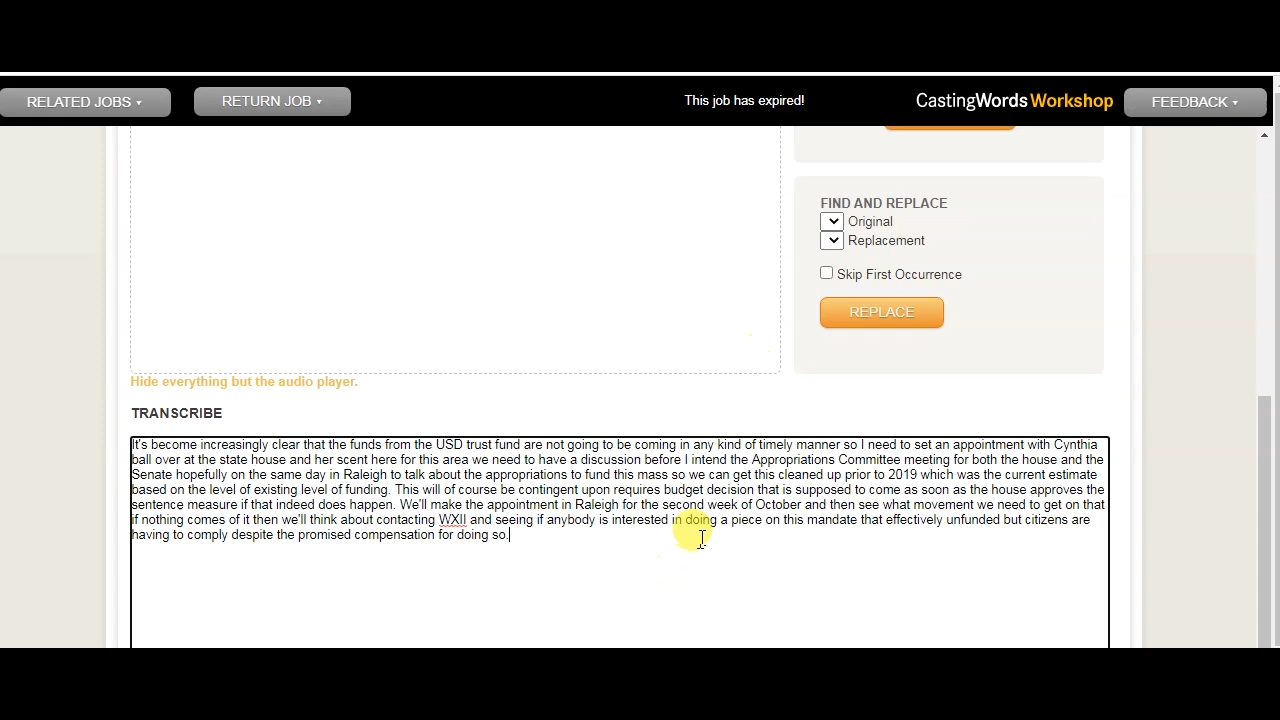 RELATED JOBS
RETURN JOB
This job has expired!
CastingWords Workshop
FEEDBACK
FIND AND REPLACE
Original
Replacement
Skip First Occurrence
REPLACE
Hide everything but the audio player.
TRANSCRIBE
It's become increasingly clear that the funds from the USD trust fund are not going to be coming in any kind of timely manner so I need to set an appointment with Cynthia
ball over at the state house and her scent here for this area we need to have a discussion before I intend the Appropriations Committee meeting for both the house and the
Senate hopefully on the same day in Raleigh to talk about the appropriations to fund this mass so we can get this cleaned up prior to 2019 which was the current estimate
based on the level of existing level of funding. This will of course be contingent upon requires budget decision that is supposed to come as soon as the house approves the
sentence measure if that indeed does happen. We'll make the appointment in Raleigh for the second week of October and then see what movement we need to get on that
if nothing comes of it then we'll think about contacting WXII and seeing if anybody is interested in doing a piece on this mandate that effectively unfunded but citizens are
having to comply despite the promised compensation for doing so.